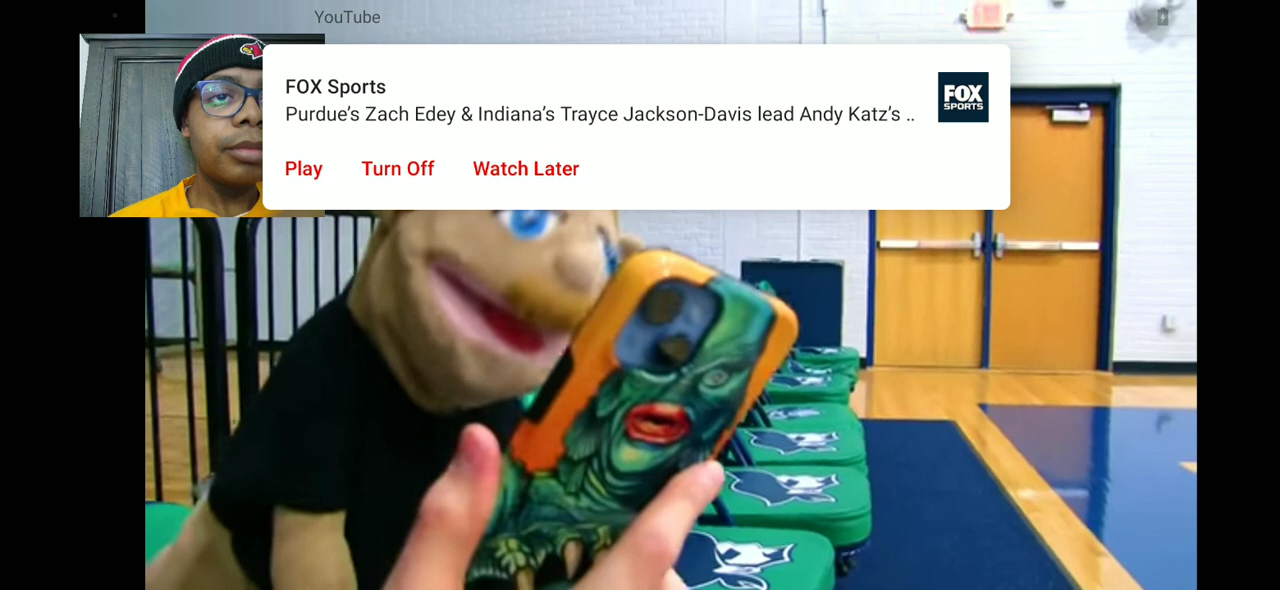 YouTube
FOX Sports
Purdue’s Zach Edey & Indiana’s Trayce Jackson-Davis lead Andy Katz’s ..
FOX
SPORTS
Play Turn Off Watch Later